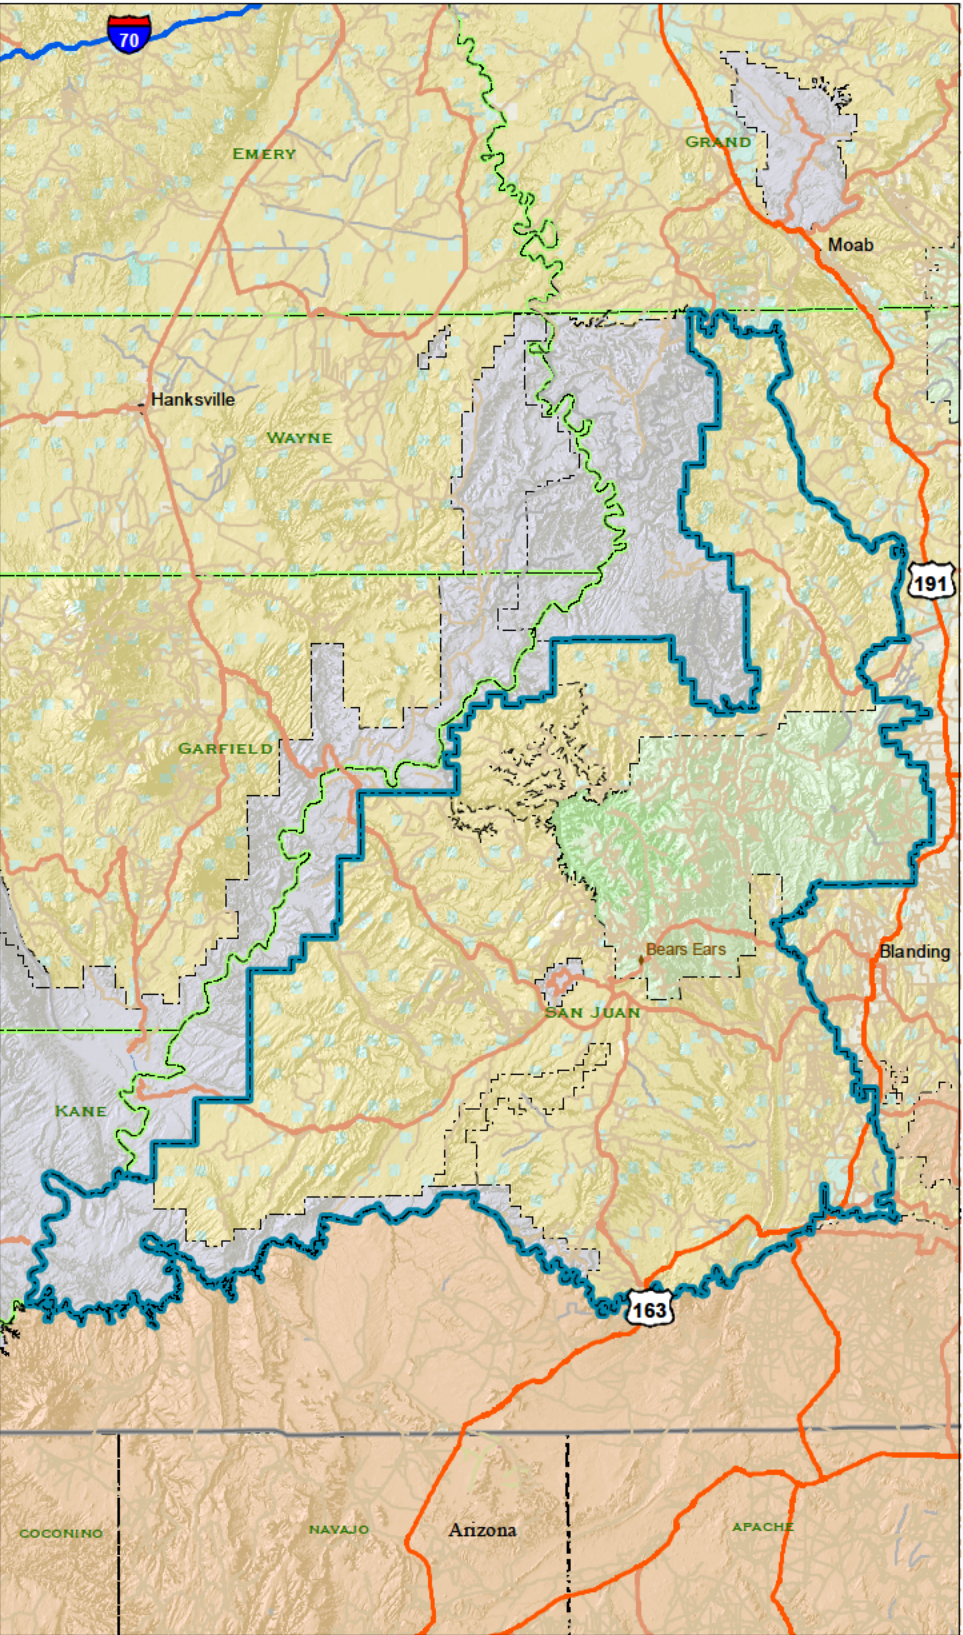 70
EMERY
GRAND
Moab
Hanksville
WAYNE
191
GARFIELD
Bears Ears
Blanding
SAN JUAN
KANE
163
COCONINO
NAVAJO
Arizona
APACHE